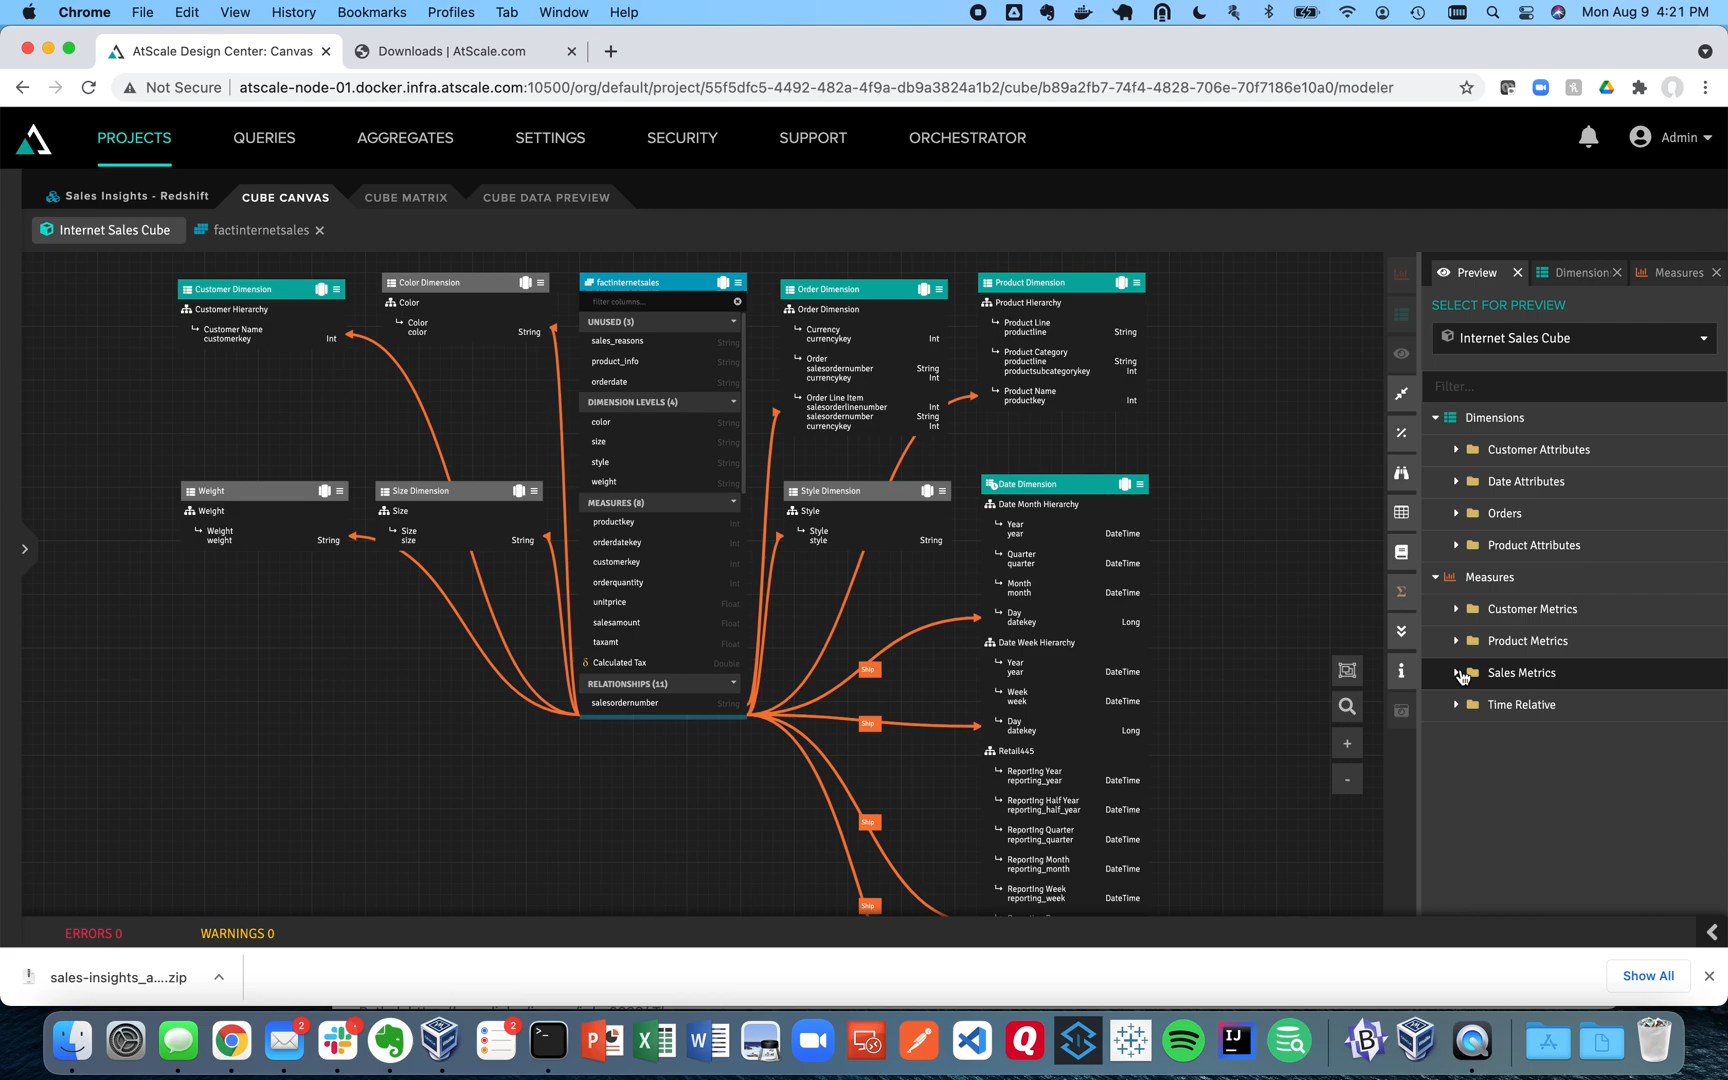 Chrome File Edit View History Bookmarks Profiles Tab Window Help Mon Aug 9 4:21 PM
AtScale Design Center: Canvas Downloads | AtScale.com
Not Secure atscale-node-01.docker.infra.atscale.com:10500/org/default/project/55f5dfc5-4492-482a-4f9a-db9a3824a1b2/cube/b89a2fb7-74f4-4828-706e-70f7186e10a0/modeler
PROJECTS QUERIES AGGREGATES SETTINGS SECURITY SUPPORT ORCHESTRATOR Admin
Sales Insights - Redshift CUBE CANVAS CUBE MATRIX CUBE DATA PREVIEW
Internet Sales Cube factinternetsales
Customer Dimension
Customer Hierarchy
Customer Name
customerkey Int
Color Dimension
Color
Color
color String
factinternetsales
filter columns...
UNUSED (3)
sales_reasons String
product_info String
orderdate String
DIMENSION LEVELS (4)
color String
size String
style String
weight String
MEASURES (8)
productkey Int
orderdatekey Int
customerkey Int
orderquantity Int
unitprice Float
salesamount Float
taxamt Float
δ Calculated Tax Double
RELATIONSHIPS (11)
salesordernumber String
Order Dimension
Order Dimension
Currency
currencykey Int
Order
salesordernumber String
currencykey Int
Order Line Item
salesorderlinenumber Int
salesordernumber String
currencykey Int
Product Dimension
Product Hierarchy
Product Line
productline String
Product Category
productline String
productsubcategorykey Int
Product Name
productkey Int
Weight
Weight
Weight
weight String
Size Dimension
Size
Size
size String
Style Dimension
Style
Style
style String
Date Dimension
Date Month Hierarchy
Year
year DateTime
Quarter
quarter DateTime
Month
month DateTime
Day
datekey Long
Date Week Hierarchy
Year
year DateTime
Week
week DateTime
Day
datekey Long
Retail445
Reporting Year
reporting_year DateTime
Reporting Half Year
reporting_half_year DateTime
Reporting Quarter
reporting_quarter DateTime
Reporting Month
reporting_month DateTime
Reporting Week
reporting_week DateTime
Ship
Ship
Ship
Ship
+
-
Preview Dimension Measures
SELECT FOR PREVIEW
Internet Sales Cube
Filter...
Dimensions
Customer Attributes
Date Attributes
Orders
Product Attributes
Measures
Customer Metrics
Product Metrics
Sales Metrics
Time Relative
ERRORS 0 WARNINGS 0
sales-insights_a....zip Show All
2 2